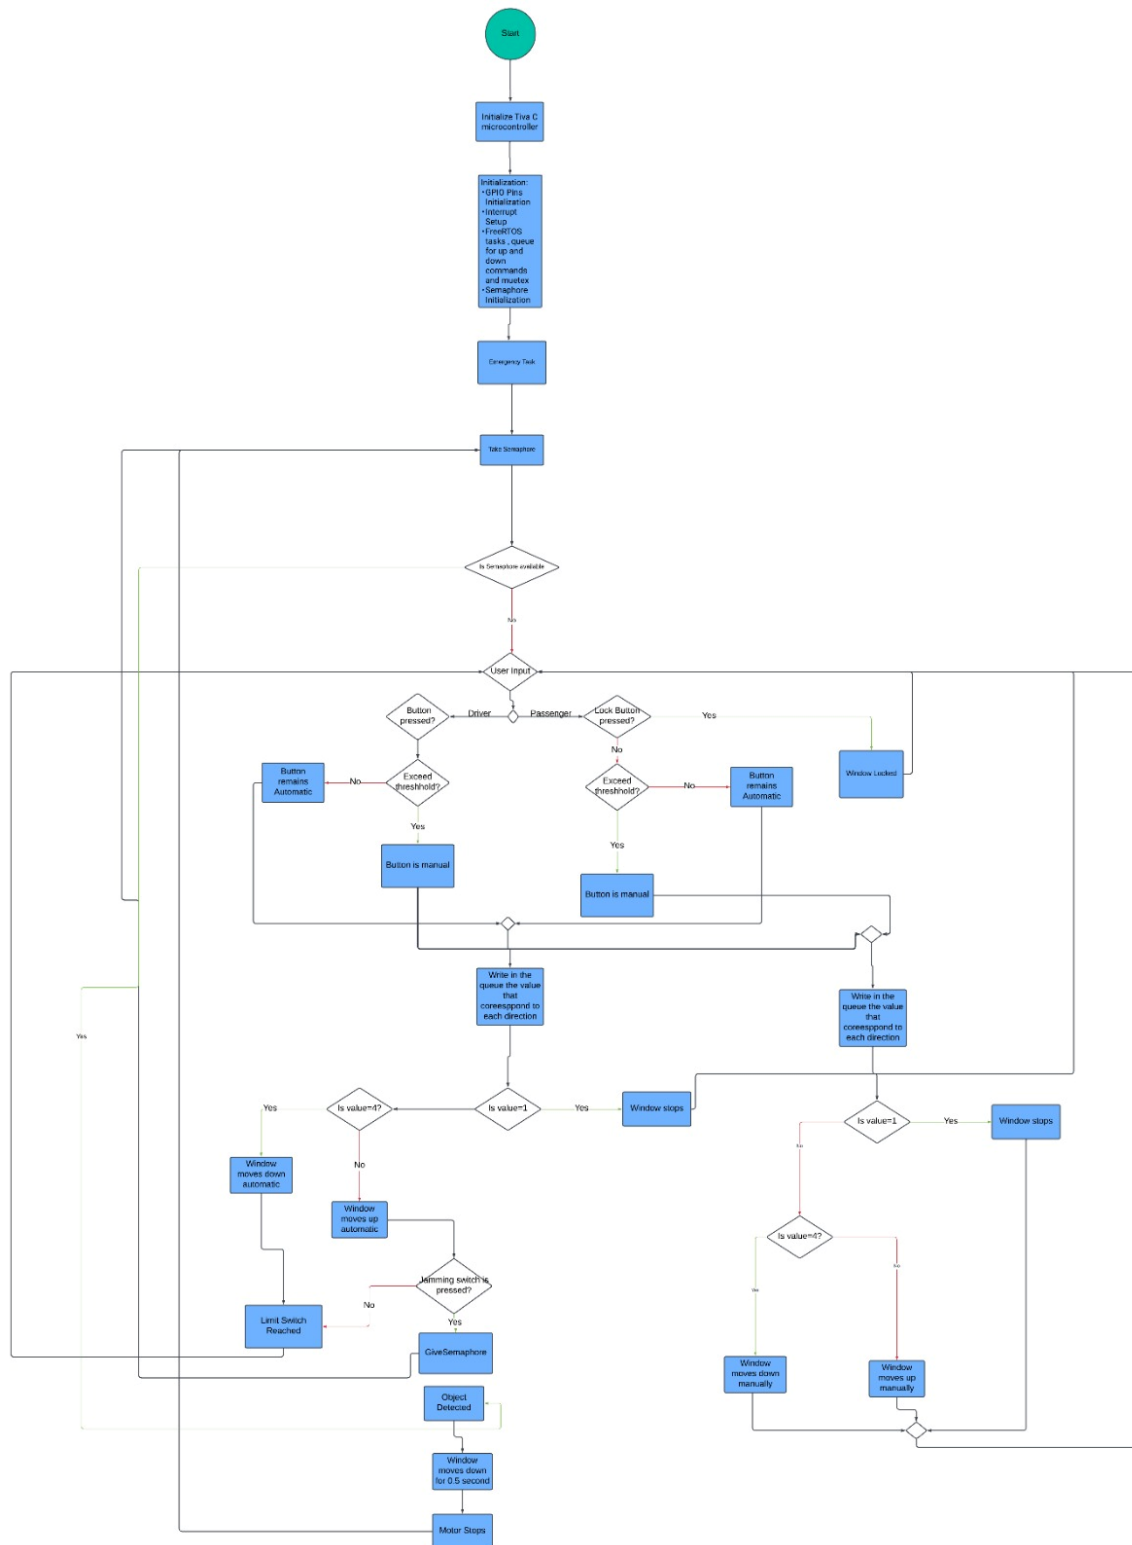 Start
Initialize Tiva C
microcontroller
Initialization:
•GPIO Pins
Initialization
•Interrupt
Setup
•FreeRTOS
tasks , queue
for up and
down
commands
and muetex
•Semaphore
Initialization
Emergency Task
Take Semaphore
Is Semaphore available
No
User Input
Button
pressed?
Driver
Passenger
Lock Button
pressed?
Yes
No
Window Locked
Button
remains
Automatic
No
Exceed
threshhold?
Exceed
threshhold?
No
Button
remains
Automatic
Yes
Yes
Button is manual
Button is manual
Write in the
queue the value
that
coreesppond to
each direction
Write in the
queue the value
that
coreesppond to
each direction
Yes
Yes
Is value=4?
Is value=1
Yes
Window stops
Is value=1
Yes
Window stops
No
No
Window
moves down
automatic
Window
moves up
automatic
Is value=4?
No
Yes
Jamming switch is
pressed?
No
Yes
Limit Switch
Reached
GiveSemaphore
Window
moves down
manually
Window
moves up
manually
Object
Detected
Window
moves down
for 0.5 second
Motor Stops